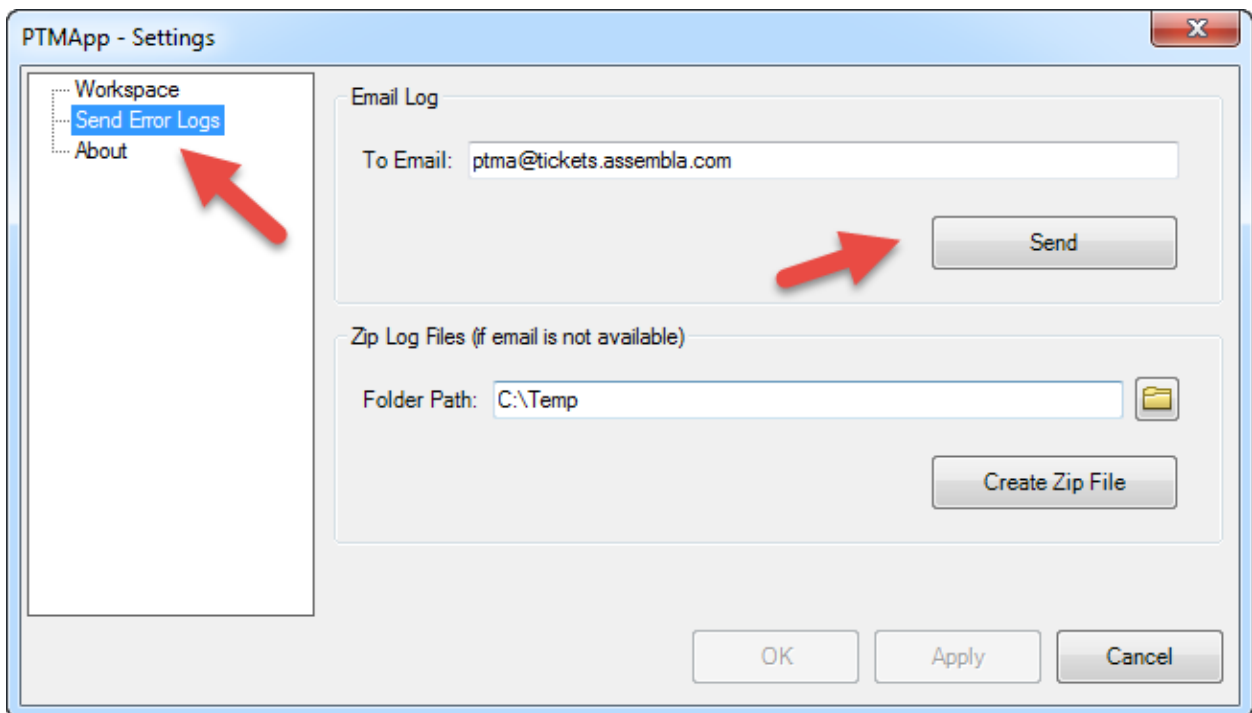 PTMApp - Settings
Workspace
Send Error Logs
About
Email Log
To Email: ptma@tickets.assembla.com
Send
Zip Log Files (if email is not available)
Folder Path: C:\Temp
Create Zip File
OK Apply Cancel